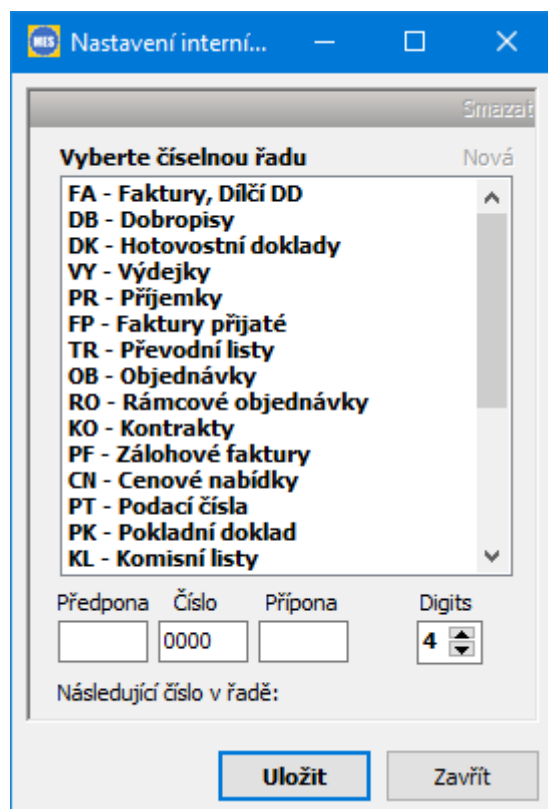 MIS Nastavení interní...
Smazat
Vyberte číselnou řadu Nová
FA - Faktury, Dílčí DD
DB - Dobropisy
DK - Hotovostní doklady
VY - Výdejky
PR - Příjemky
FP - Faktury přijaté
TR - Převodní listy
OB - Objednávky
RO - Rámcové objednávky
KO - Kontrakty
PF - Zálohové faktury
CN - Cenové nabídky
PT - Podací čísla
PK - Pokladní doklad
KL - Komisní listy
Předpona Číslo Přípona Digits
0000 4
Následující číslo v řadě:
Uložit Zavřít